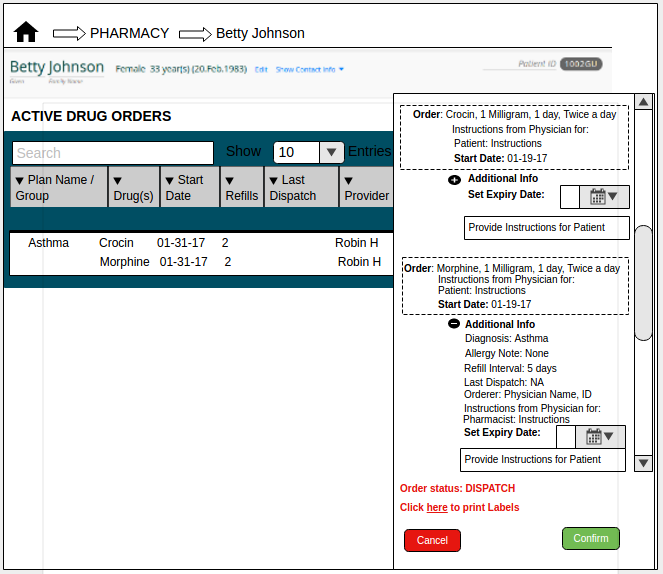 PHARMACY Betty Johnson
Betty Johnson Female 33 year(s) (20.Feb.1983) Edit Show Contact Info
Given Family Name
Patient ID 1002GU
ACTIVE DRUG ORDERS
Search Show 10 Entries
Plan Name / Group
Drug(s)
Start Date
Refills
Last Dispatch
Provider
Asthma Crocin 01-31-17 2 Robin H
Morphine 01-31-17 2 Robin H
Order: Crocin, 1 Milligram, 1 day, Twice a day
Instructions from Physician for:
Patient: Instructions
Start Date: 01-19-17
Additional Info
Set Expiry Date:
Provide Instructions for Patient
Order: Morphine, 1 Milligram, 1 day, Twice a day
Instructions from Physician for:
Patient: Instructions
Start Date: 01-19-17
Additional Info
Diagnosis: Asthma
Allergy Note: None
Refill Interval: 5 days
Last Dispatch: NA
Orderer: Physician Name, ID
Instructions from Physician for:
Pharmacist: Instructions
Set Expiry Date:
Provide Instructions for Patient
Order status: DISPATCH
Click here to print Labels
Cancel Confirm